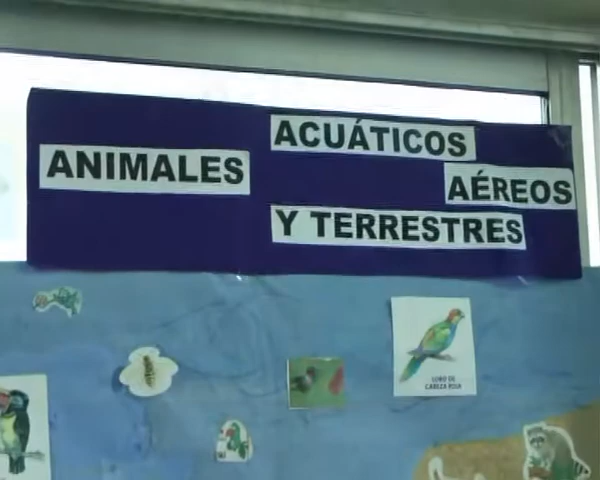 ANIMALES
ACUÁTICOS
AÉREOS
Y TERRESTRES
LORO DE
CABEZA ROJA